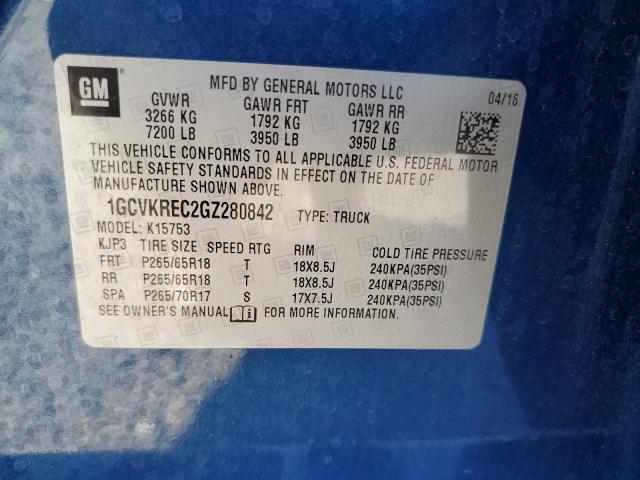 GM
MFD BY GENERAL MOTORS LLC
04/16
GVWR GAWR FRT GAWR RR
3266 KG 1792 KG 1792 KG
7200 LB 3950 LB 3950 LB
THIS VEHICLE CONFORMS TO ALL APPLICABLE U.S. FEDERAL MOTOR
VEHICLE SAFETY STANDARDS IN EFFECT ON THE DATE OF
MANUFACTURE SHOWN ABOVE.
1GCVKREC2GZ280842 TYPE: TRUCK
MODEL: K15753
KJP3 TIRE SIZE SPEED RTG RIM COLD TIRE PRESSURE
FRT P265/65R18 T 18X8.5J 240KPA(35PSI)
RR P265/65R18 T 18X8.5J 240KPA(35PSI)
SPA P265/70R17 S 17X7.5J 240KPA(35PSI)
SEE OWNER'S MANUAL FOR MORE INFORMATION.